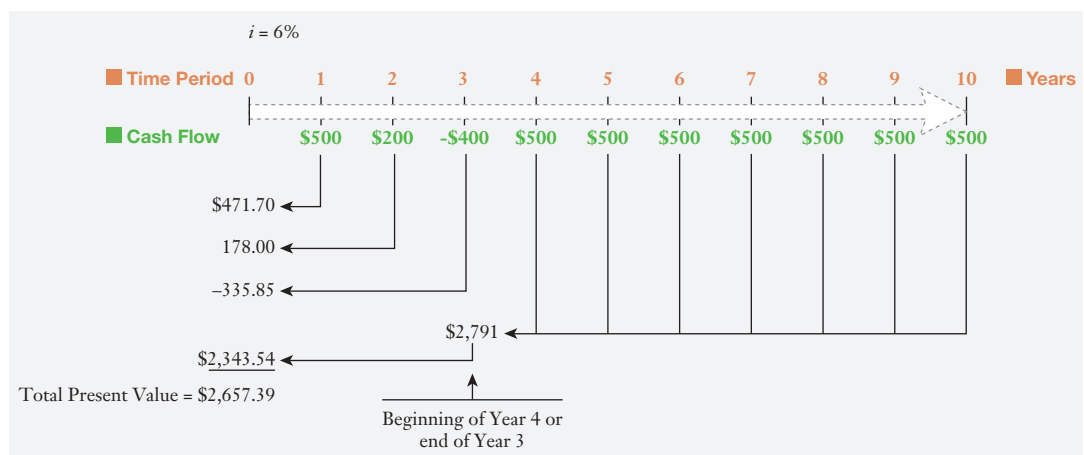 i = 6%
Time Period 0 1 2 3 4 5 6 7 8 9 10 Years
Cash Flow $500 $200 -$400 $500 $500 $500 $500 $500 $500 $500
$471.70
178.00
–335.85
$2,791
$2,343.54
Total Present Value = $2,657.39
Beginning of Year 4 or
end of Year 3